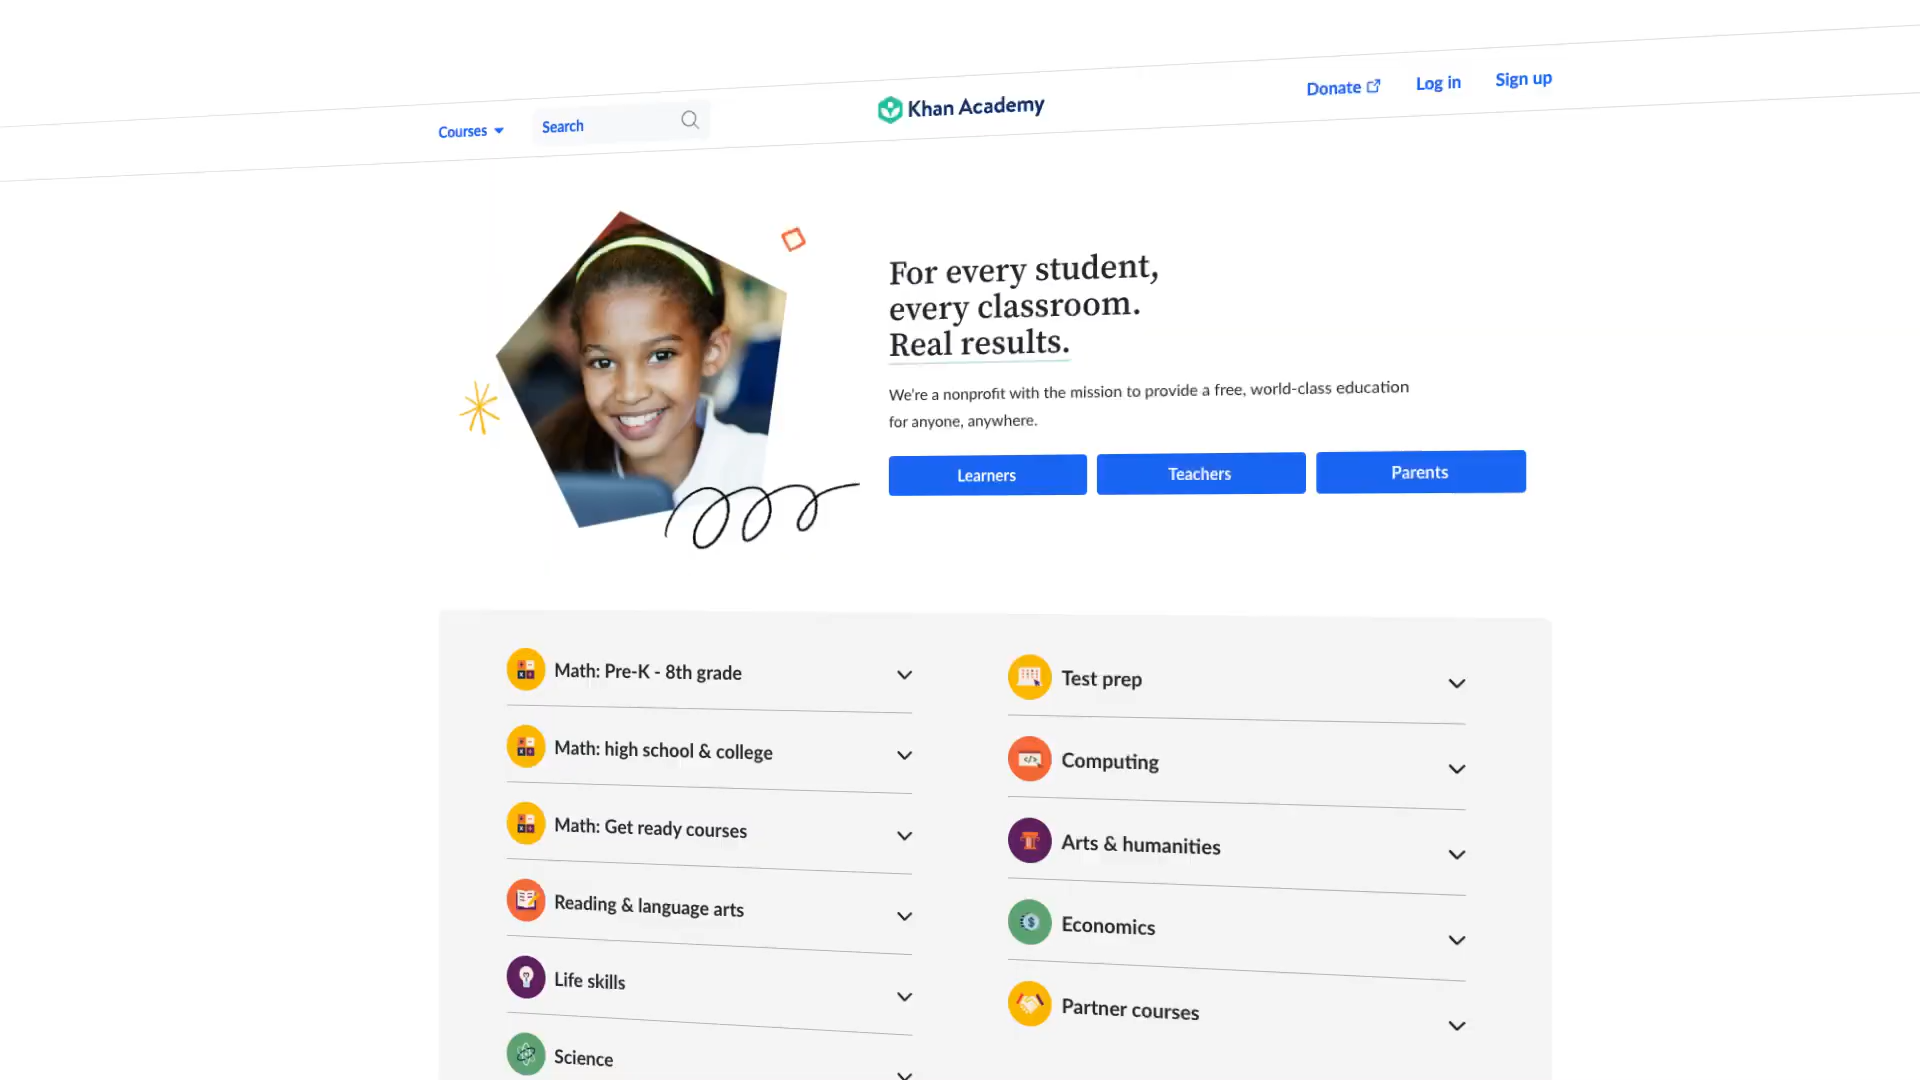 Courses
Search
Khan Academy
Donate
Log in
Sign up
For every student,
every classroom.
Real results.
We're a nonprofit with the mission to provide a free, world-class education
for anyone, anywhere.
Learners
Teachers
Parents
Math: Pre-K - 8th grade
Math: high school & college
Math: Get ready courses
Reading & language arts
Life skills
Science
Test prep
Computing
Arts & humanities
Economics
Partner courses